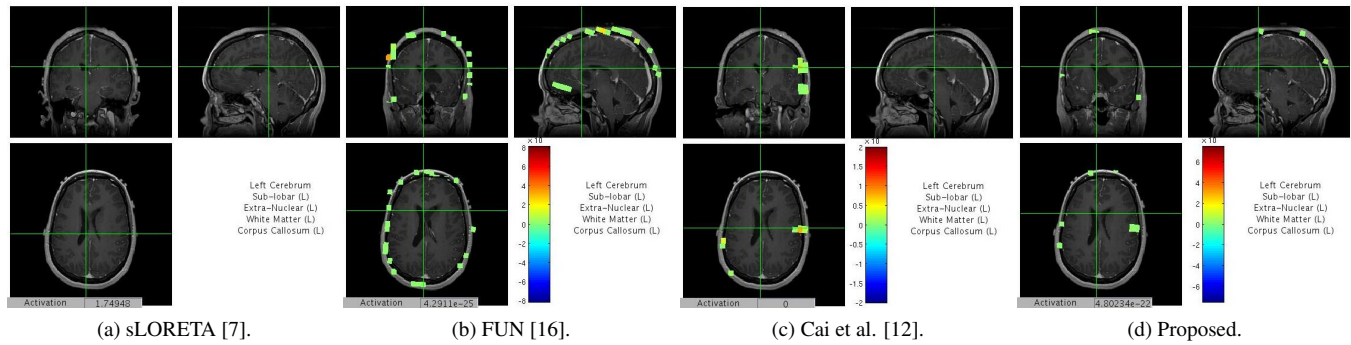 Left Cerebrum
Sub-lobar (L)
Extra-Nuclear (L)
White Matter (L)
Corpus Callosum (L)
Activation 1.74948
(a) sLORETA [7].
8
6
4
2
0
-2
-4
-6
-8
Left Cerebrum
Sub-lobar (L)
Extra-Nuclear (L)
White Matter (L)
Corpus Callosum (L)
Activation 4.2911e-25
(b) FUN [16].
2
1.5
1
0.5
0
-0.5
-1
-1.5
-2
Left Cerebrum
Sub-lobar (L)
Extra-Nuclear (L)
White Matter (L)
Corpus Callosum (L)
Activation 0
(c) Cai et al. [12].
6
4
2
0
-2
-4
-6
Left Cerebrum
Sub-lobar (L)
Extra-Nuclear (L)
White Matter (L)
Corpus Callosum (L)
Activation 4.80234e-22
(d) Proposed.